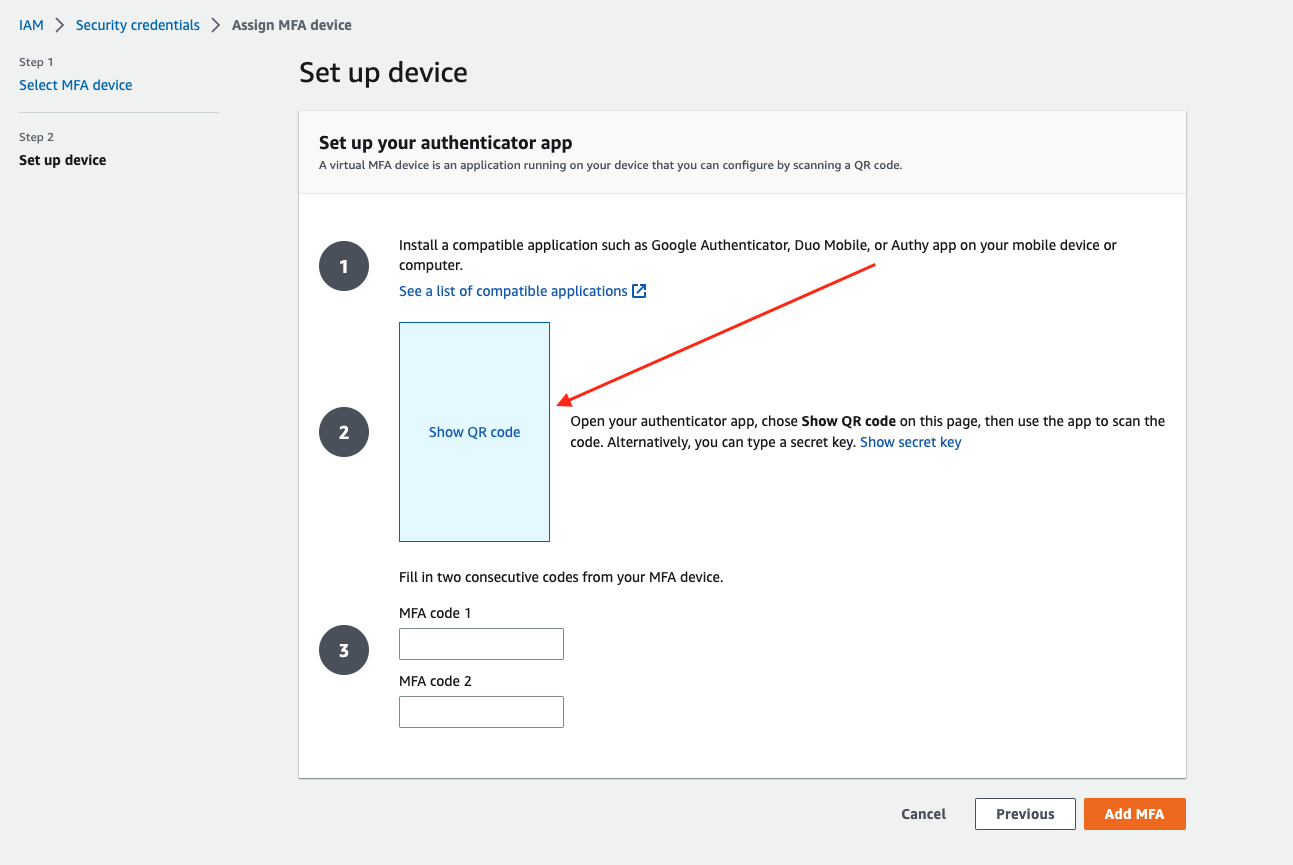 IAM > Security credentials > Assign MFA device
Step 1
Select MFA device
Step 2
Set up device
Set up device
Set up your authenticator app
A virtual MFA device is an application running on your device that you can configure by scanning a QR code.
1
Install a compatible application such as Google Authenticator, Duo Mobile, or Authy app on your mobile device or
computer.
See a list of compatible applications
2
Show QR code
Open your authenticator app, chose Show QR code on this page, then use the app to scan the
code. Alternatively, you can type a secret key. Show secret key
3
Fill in two consecutive codes from your MFA device.
MFA code 1
MFA code 2
Cancel
Previous
Add MFA